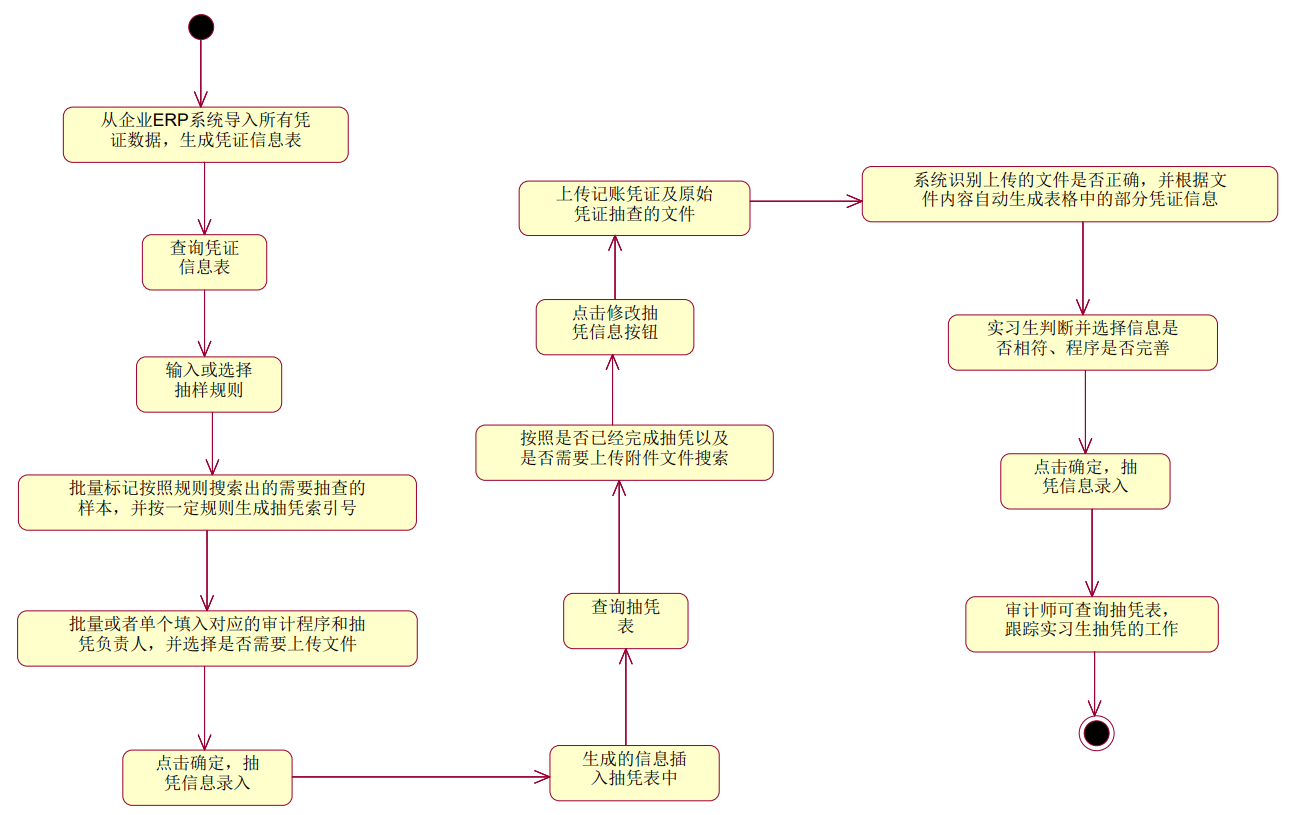 从企业ERP系统导入所有凭
证数据，生成凭证信息表
查询凭证
信息表
输入或选择
抽样规则
批量标记按照规则搜索出的需要抽查的
样本，并按一定规则生成抽凭索引号
批量或者单个填入对应的审计程序和抽
凭负责人，并选择是否需要上传文件
点击确定，抽
凭信息录入
生成的信息插
入抽凭表中
查询抽凭
表
按照是否已经完成抽凭以及
是否需要上传附件文件搜索
点击修改抽
凭信息按钮
上传记账凭证及原始
凭证抽查的文件
系统识别上传的文件是否正确，并根据文
件内容自动生成表格中的部分凭证信息
实习生判断并选择信息是
否相符、程序是否完善
点击确定，抽
凭信息录入
审计师可查询抽凭表，
跟踪实习生抽凭的工作